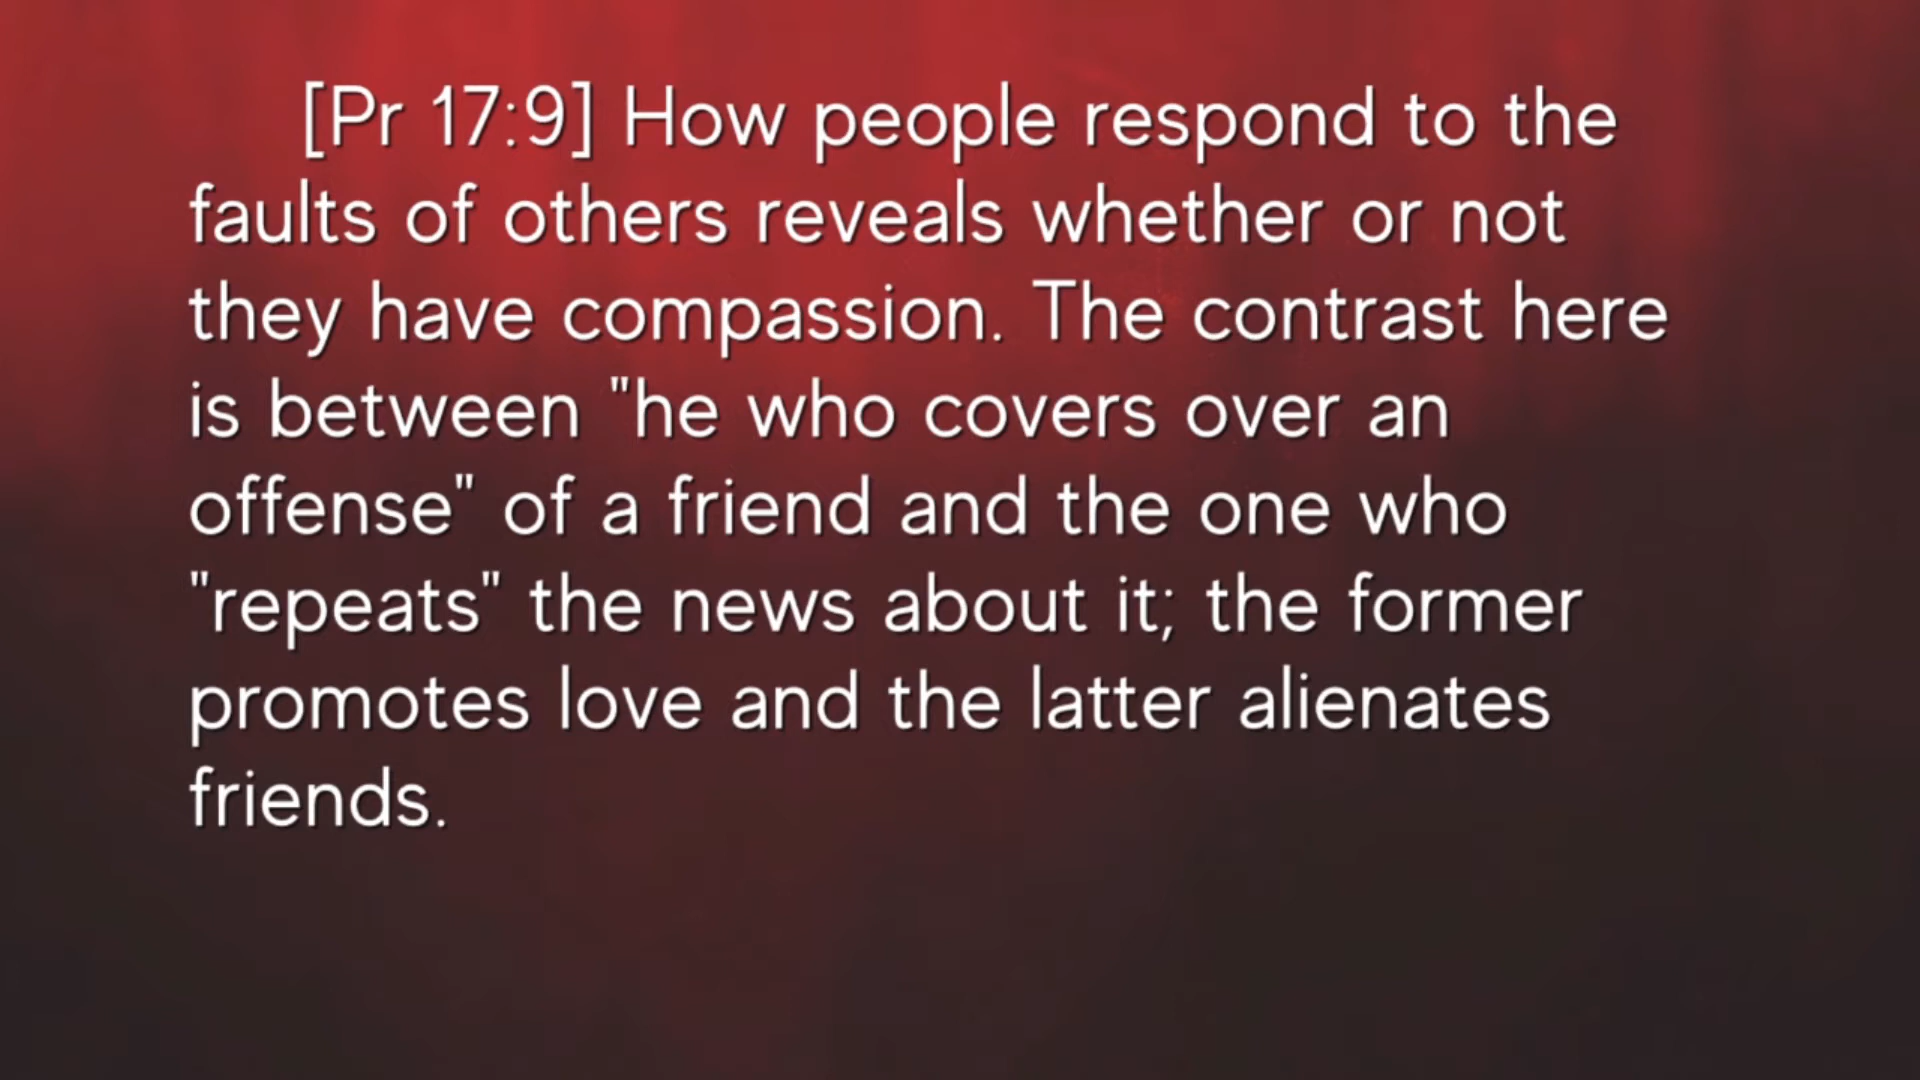 [Pr 17:9] How people respond to the
faults of others reveals whether or not
they have compassion. The contrast here
is between "he who covers over an
offense" of a friend and the one who
"repeats" the news about it; the former
promotes love and the latter alienates
friends.